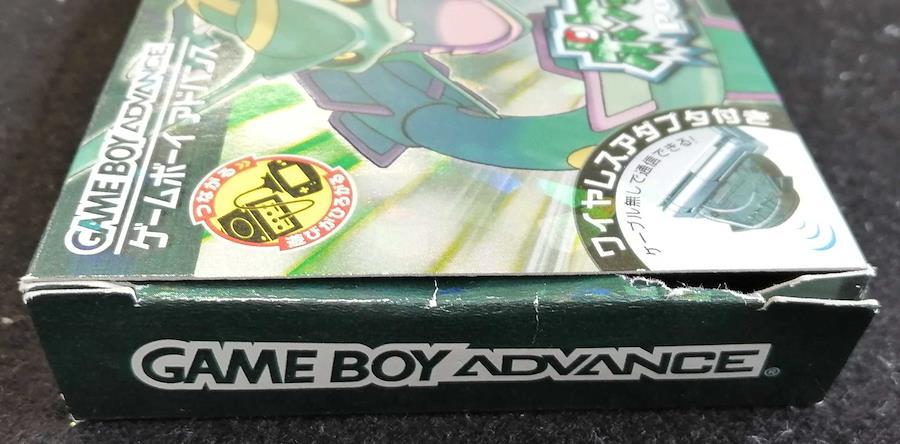 PO
GAME BOY ADVANCE
ゲームボーイ アドバンス
つながる
遊びがひろがる
ワイヤレスアダプタ付き
ケーブル無しで通信できる!
GAME BOY ADVANCE®